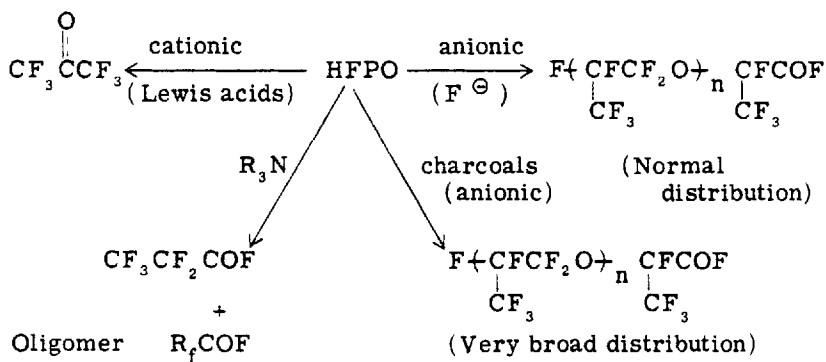 O
cationic anionic
CF₃CCF₃ HFPO F(CFCF₂O)n CFCOF
(Lewis acids) (F⊖)
CF₃ CF₃
R₃N charcoals (Normal
(anionic) distribution)
CF₃CF₂COF F(CFCF₂O)n CFCOF
+ CF₃ CF₃
Oligomer RfCOF (Very broad distribution)